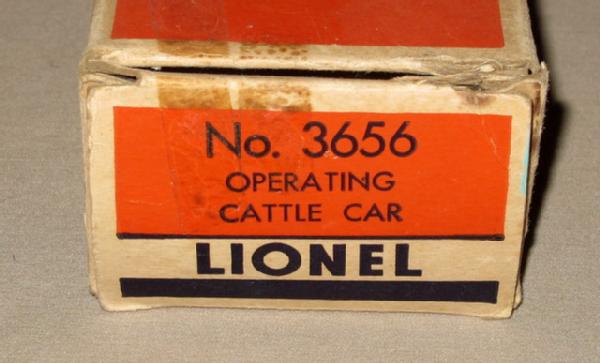 No. 3656
OPERATING
CATTLE CAR
LIONEL